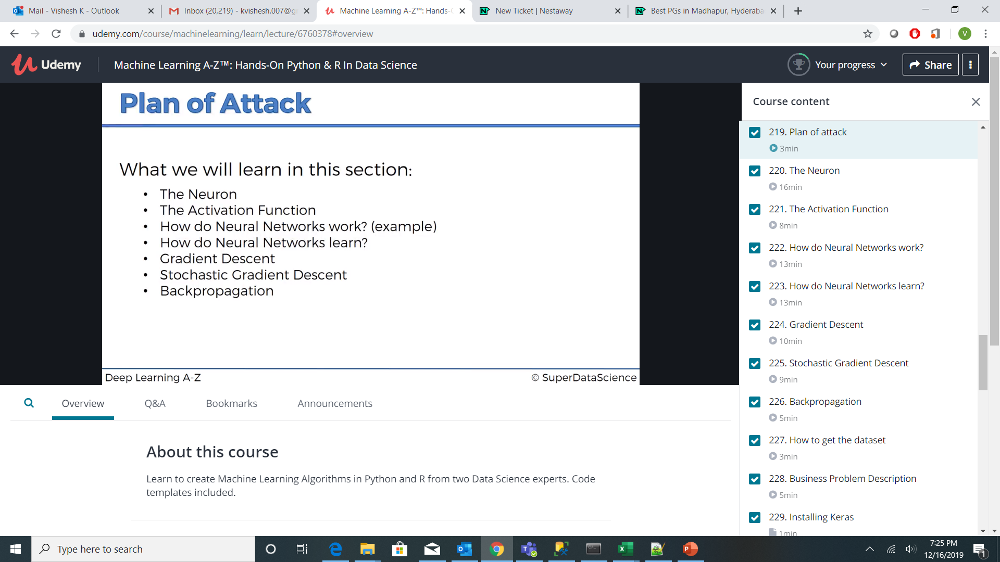 Mail - Vishesh K - Outlook
Inbox (20,219) - kvishesh.007@g
Machine Learning A-Z™: Hands-
New Ticket | Nestaway
Best PGs in Madhapur, Hyderaba
udemy.com/course/machinelearning/learn/lecture/6760378#overview
V
Udemy
Machine Learning A-Z™: Hands-On Python & R In Data Science
Your progress
Share
Plan of Attack
What we will learn in this section:
• The Neuron
• The Activation Function
• How do Neural Networks work? (example)
• How do Neural Networks learn?
• Gradient Descent
• Stochastic Gradient Descent
• Backpropagation
Deep Learning A-Z
© SuperDataScience
Course content
219. Plan of attack
3min
220. The Neuron
16min
221. The Activation Function
8min
222. How do Neural Networks work?
13min
223. How do Neural Networks learn?
13min
224. Gradient Descent
10min
225. Stochastic Gradient Descent
9min
226. Backpropagation
5min
227. How to get the dataset
3min
228. Business Problem Description
5min
229. Installing Keras
1min
Overview
Q&A
Bookmarks
Announcements
About this course
Learn to create Machine Learning Algorithms in Python and R from two Data Science experts. Code
templates included.
Type here to search
7:25 PM
12/16/2019
1